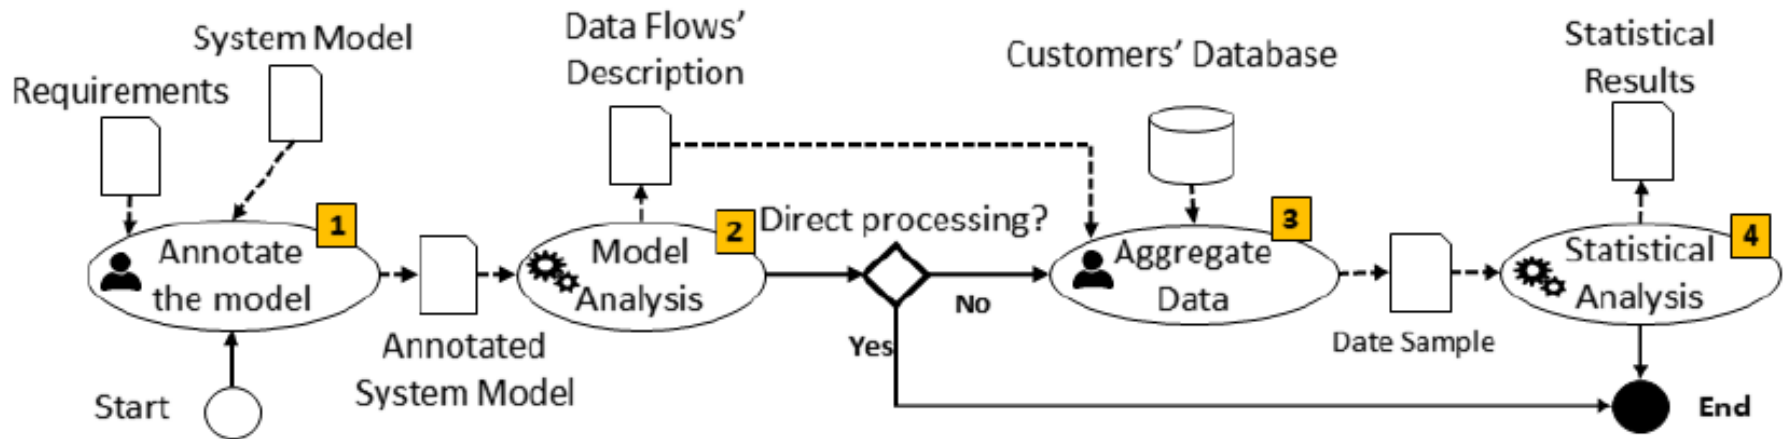 System Model
Requirements
Data Flows'
Description
Customers' Database
Statistical
Results
1
Annotate
the model
2
Model
Analysis
Direct processing?
3
Aggregate
Data
4
Statistical
Analysis
No
Yes
Annotated
System Model
Date Sample
Start
End